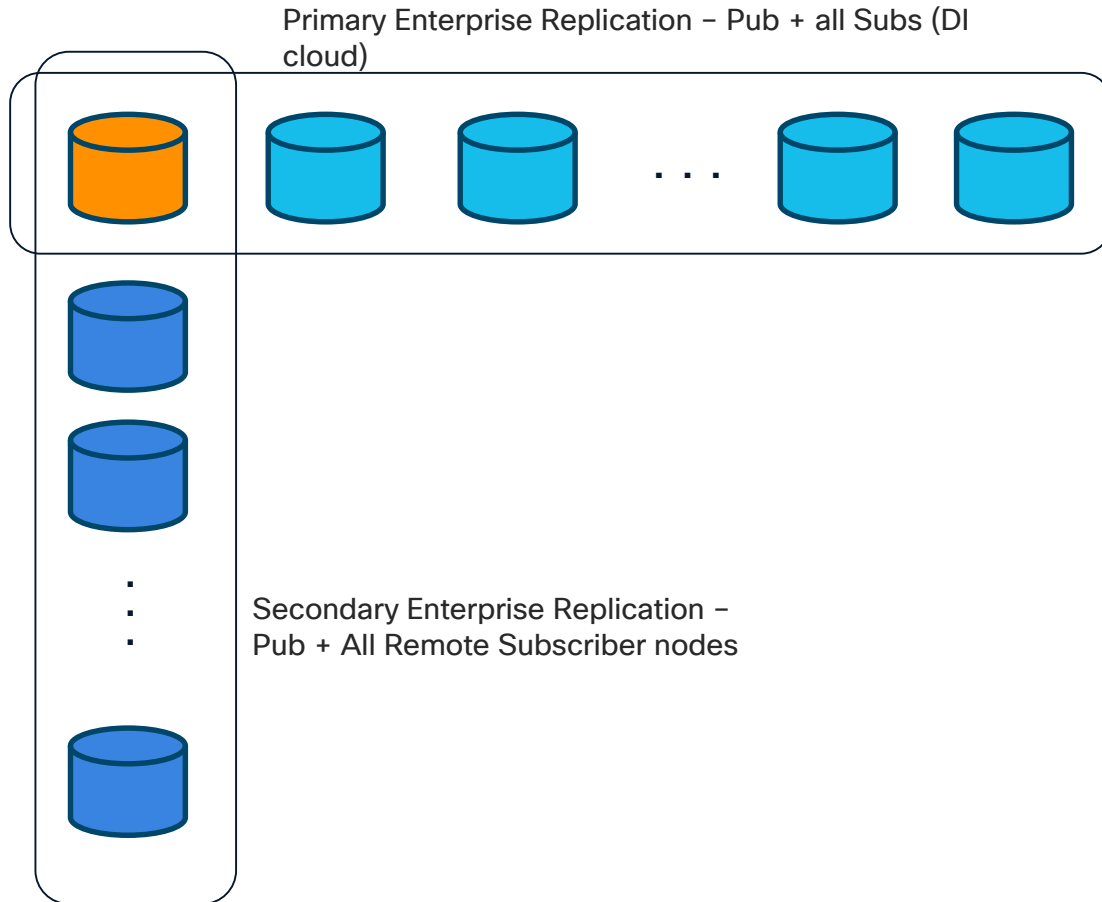 Primary Enterprise Replication – Pub + all Subs (DI
cloud)
. . .
.
.
.
Secondary Enterprise Replication –
Pub + All Remote Subscriber nodes